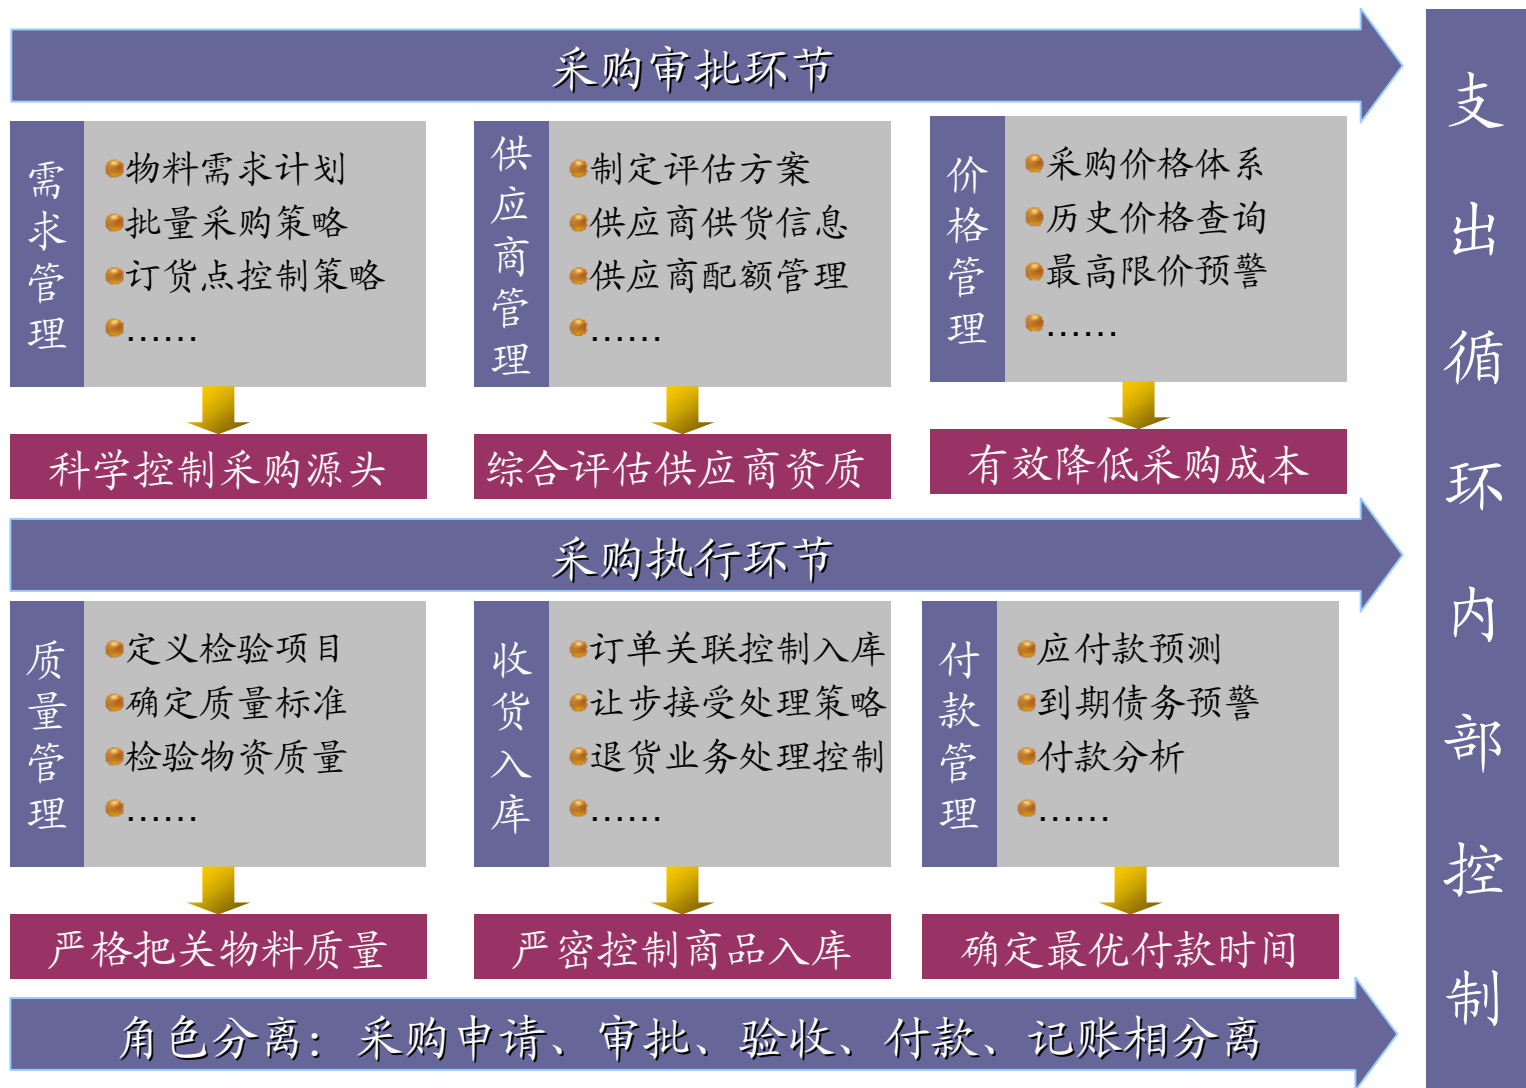 采购审批环节
需求管理
物料需求计划
批量采购策略
订货点控制策略
……
科学控制采购源头
供应商管理
制定评估方案
供应商供货信息
供应商配额管理
……
综合评估供应商资质
价格管理
采购价格体系
历史价格查询
最高限价预警
……
有效降低采购成本
采购执行环节
质量管理
定义检验项目
确定质量标准
检验物资质量
……
严格把关物料质量
收货入库
订单关联控制入库
让步接受处理策略
退货业务处理控制
……
严密控制商品入库
付款管理
应付款预测
到期债务预警
付款分析
……
确定最优付款时间
角色分离：采购申请、审批、验收、付款、记账相分离
支出循环内部控制